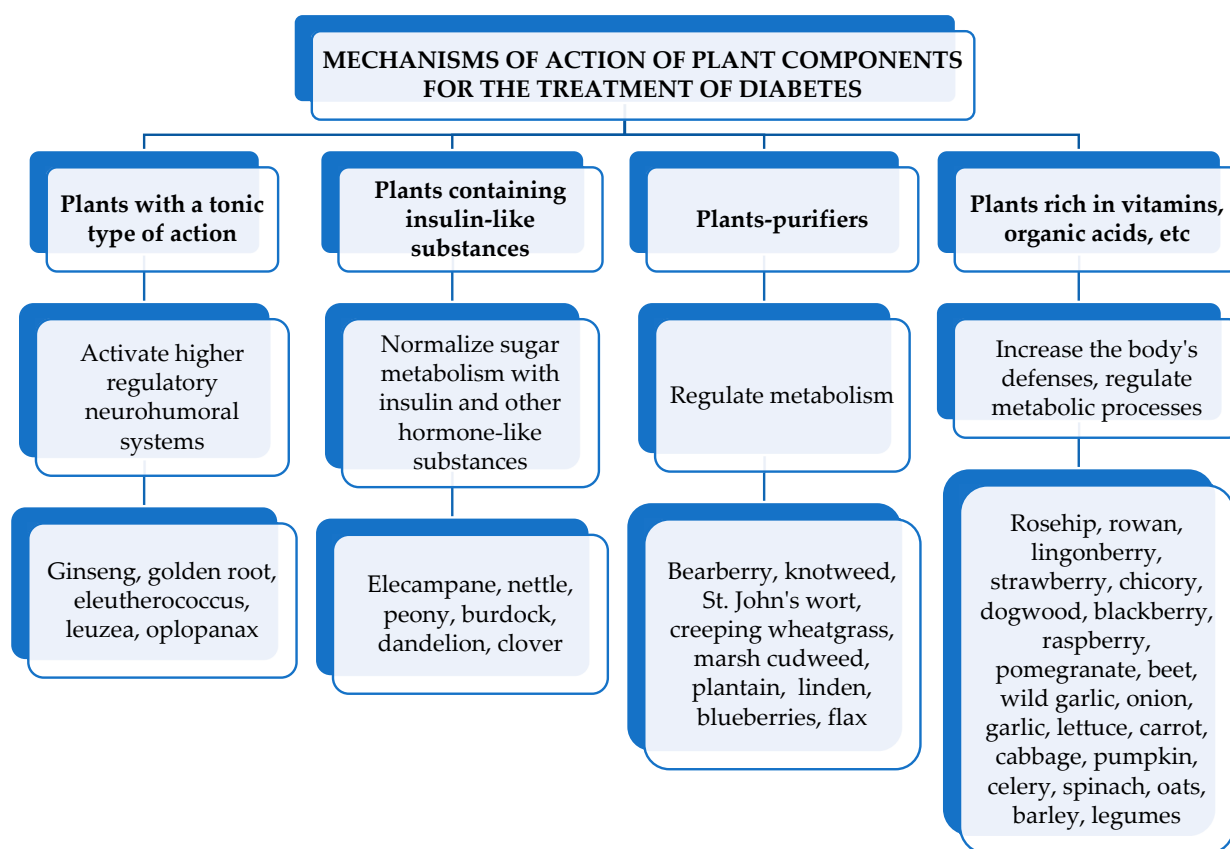 MECHANISMS OF ACTION OF PLANT COMPONENTS
FOR THE TREATMENT OF DIABETES
Plants with a tonic
type of action
Activate higher
regulatory
neurohumoral
systems
Ginseng, golden root,
eleutherococcus,
leuzea, oplopanax
Plants containing
insulin-like
substances
Normalize sugar
metabolism with
insulin and other
hormone-like
substances
Elecampane, nettle,
peony, burdock,
dandelion, clover
Plants-purifiers
Regulate metabolism
Bearberry, knotweed,
St. John's wort,
creeping wheatgrass,
marsh cudweed,
plantain, linden,
blueberries, flax
Plants rich in vitamins,
organic acids, etc
Increase the body's
defenses, regulate
metabolic processes
Rosehip, rowan,
lingonberry,
strawberry, chicory,
dogwood, blackberry,
raspberry,
pomegranate, beet,
wild garlic, onion,
garlic, lettuce, carrot,
cabbage, pumpkin,
celery, spinach, oats,
barley, legumes